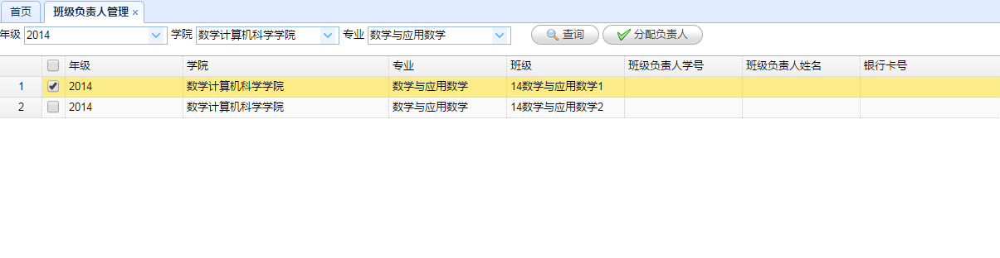 首页 班级负责人管理 ×
年级 2014 学院 数学计算机科学学院 专业 数学与应用数学 查询 分配负责人
年级 学院 专业 班级 班级负责人学号 班级负责人姓名 银行卡号
1 2014 数学计算机科学学院 数学与应用数学 14数学与应用数学1
2 2014 数学计算机科学学院 数学与应用数学 14数学与应用数学2